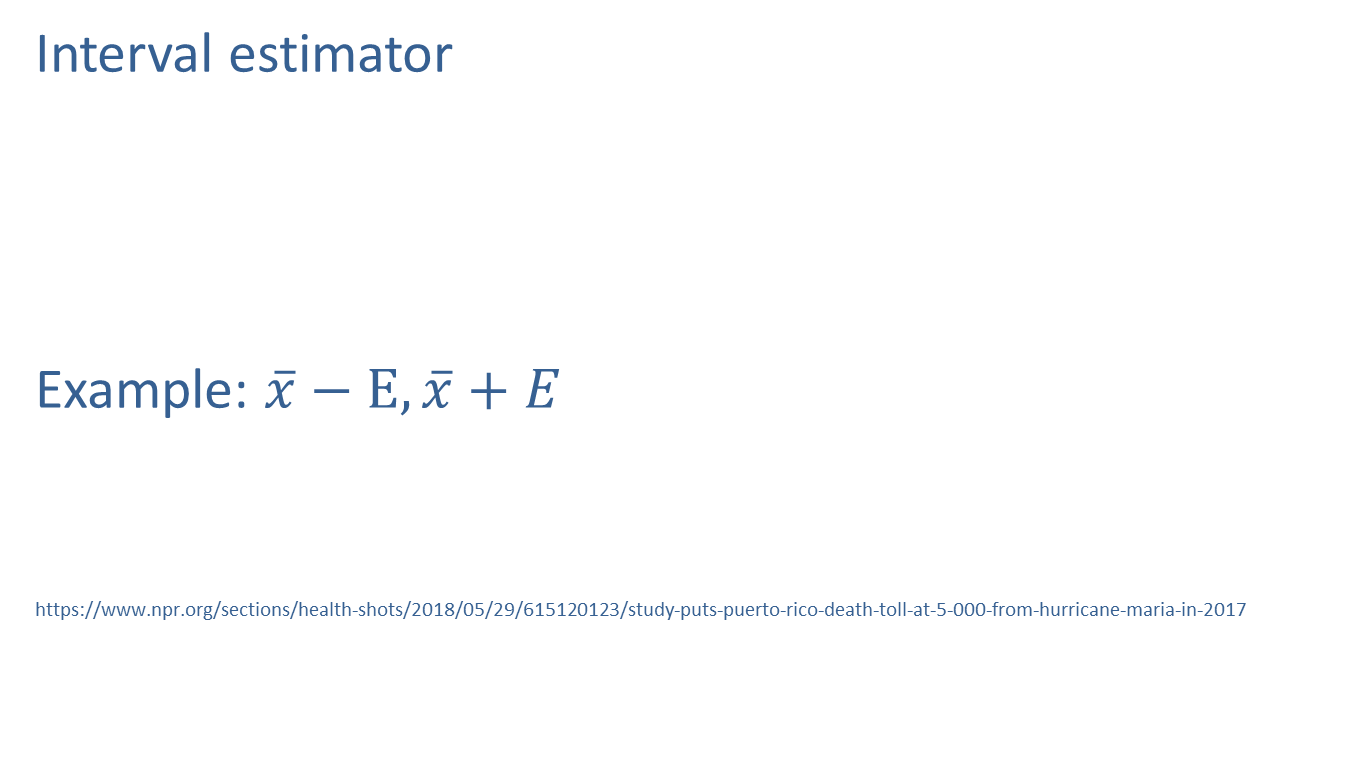 Interval estimator
Example: x̄ − E, x̄ + E
https://www.npr.org/sections/health-shots/2018/05/29/615120123/study-puts-puerto-rico-death-toll-at-5-000-from-hurricane-maria-in-2017